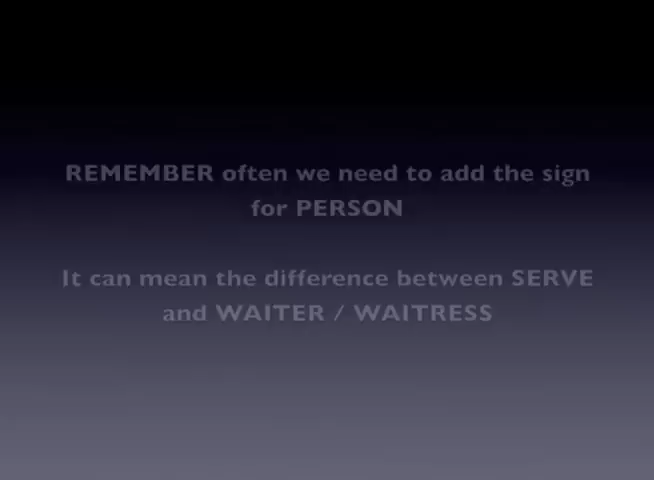 REMEMBER often we need to add the sign
for PERSON
It can mean the difference between SERVE
and WAITER / WAITRESS